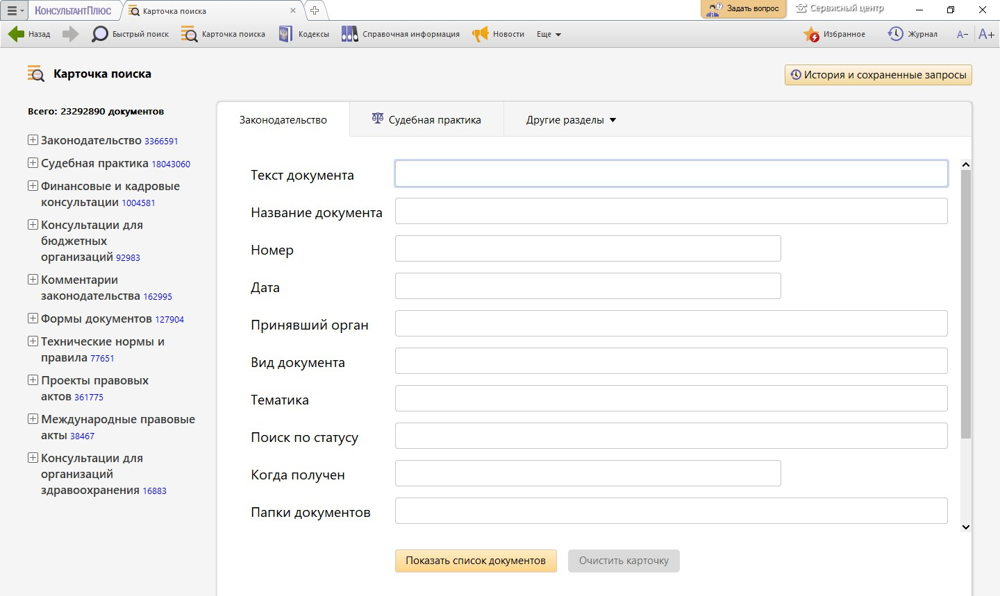 КонсультантПлюс
Карточка поиска
Задать вопрос
Сервисный центр
Назад
Быстрый поиск
Карточка поиска
Кодексы
Справочная информация
Новости
Еще
Избранное
Журнал
А−
А+
Карточка поиска
История и сохраненные запросы
Всего: 23292890 документов
Законодательство 3366591
Судебная практика 18043060
Финансовые и кадровые
консультации 1004581
Консультации для
бюджетных
организаций 92983
Комментарии
законодательства 162995
Формы документов 127904
Технические нормы и
правила 77651
Проекты правовых
актов 361775
Международные правовые
акты 38467
Консультации для
организаций
здравоохранения 16883
Законодательство
Судебная практика
Другие разделы
Текст документа
Название документа
Номер
Дата
Принявший орган
Вид документа
Тематика
Поиск по статусу
Когда получен
Папки документов
Показать список документов
Очистить карточку